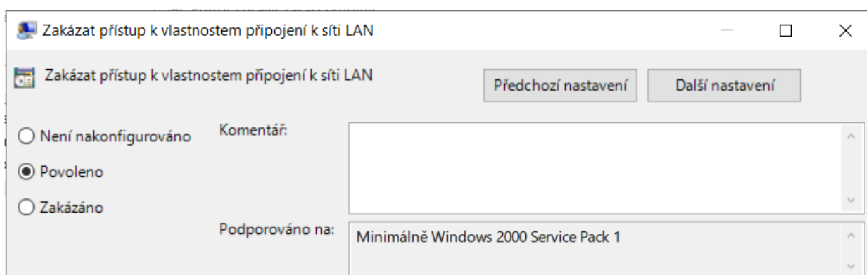 Zakázat přístup k vlastnostem připojení k síti LAN
Zakázat přístup k vlastnostem připojení k síti LAN
Předchozí nastavení
Další nastavení
Není nakonfigurováno
Komentář:
Povoleno
Zakázáno
Podporováno na:
Minimálně Windows 2000 Service Pack 1